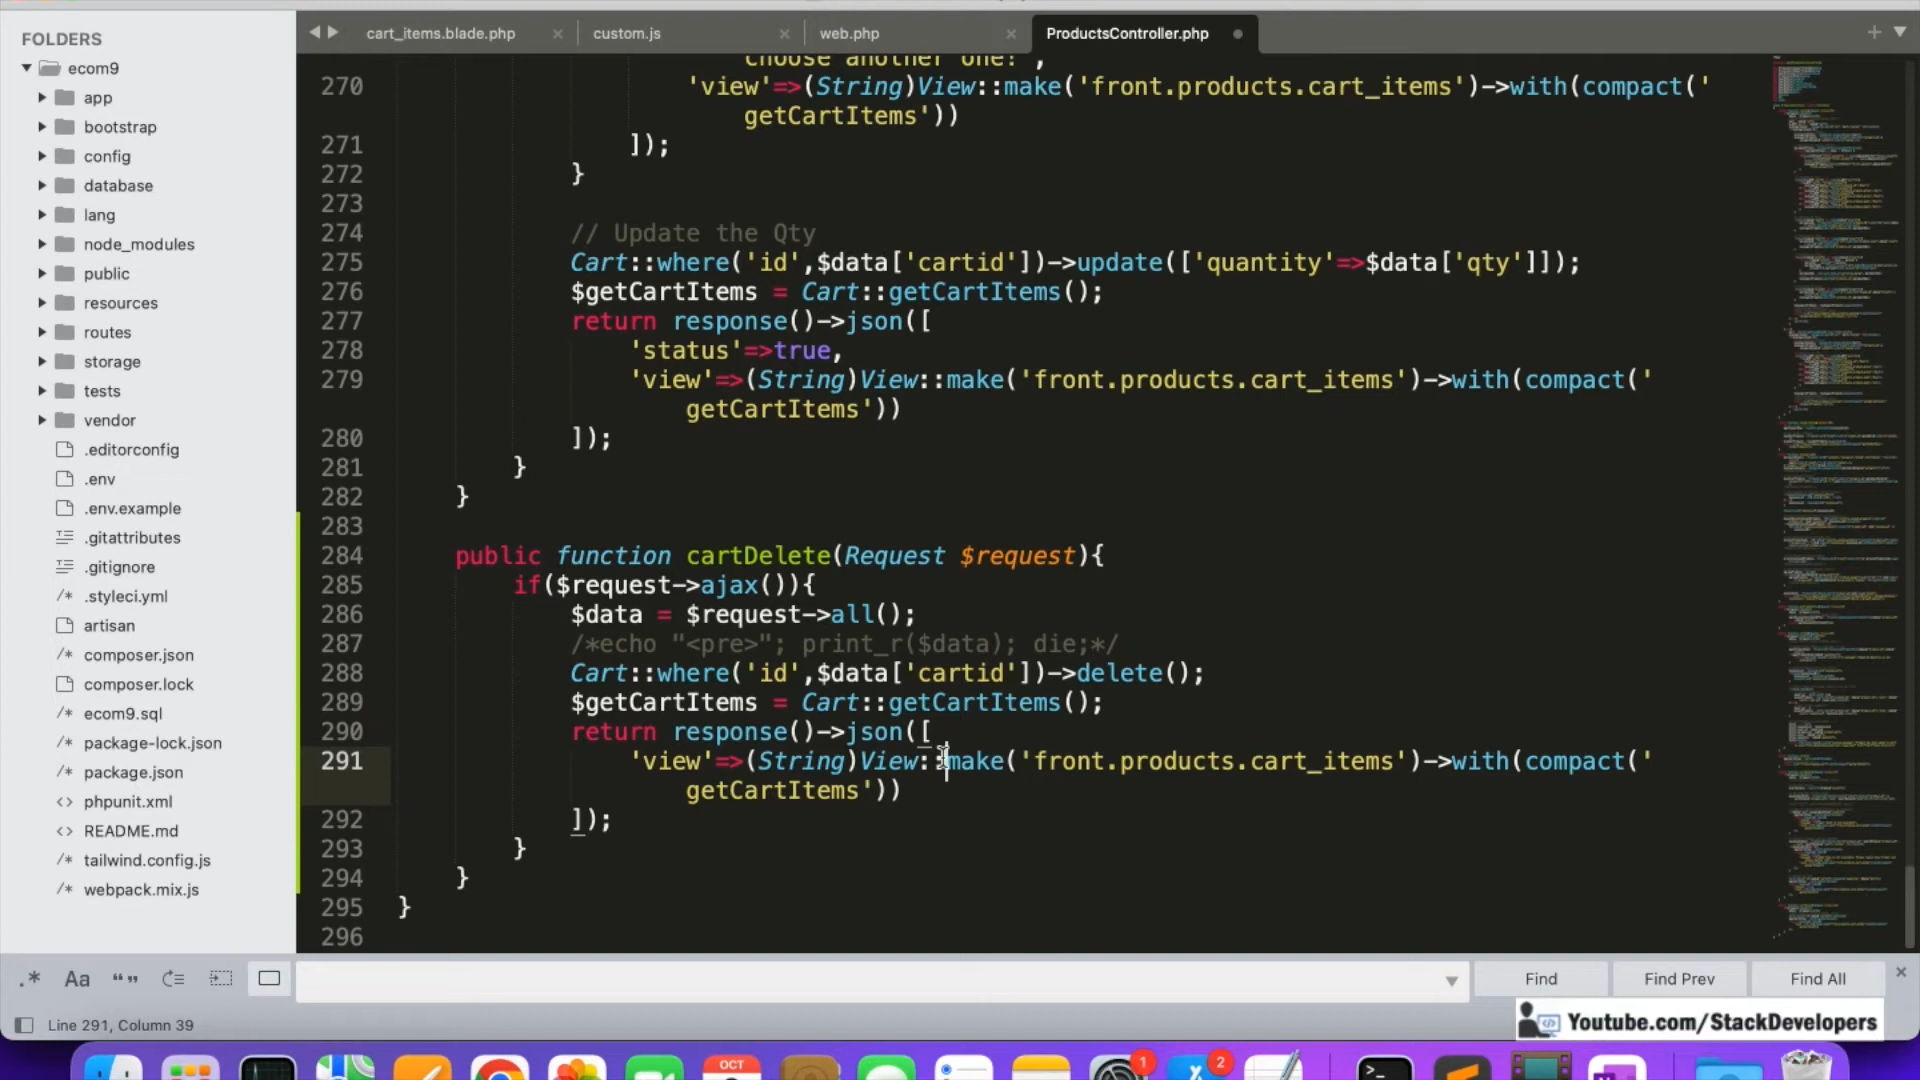 FOLDERS
ecom9
app
bootstrap
config
database
lang
node_modules
public
resources
routes
storage
tests
vendor
.editorconfig
.env
.env.example
.gitattributes
.gitignore
.styleci.yml
artisan
composer.json
composer.lock
ecom9.sql
package-lock.json
package.json
phpunit.xml
README.md
tailwind.config.js
webpack.mix.js
cart_items.blade.php
custom.js
web.php
ProductsController.php
choose another one!',
270 'view'=>(String)View::make('front.products.cart_items')->with(compact('
getCartItems'))
271 ]);
272 }
273
274 // Update the Qty
275 Cart::where('id',$data['cartid'])->update(['quantity'=>$data['qty']]);
276 $getCartItems = Cart::getCartItems();
277 return response()->json([
278 'status'=>true,
279 'view'=>(String)View::make('front.products.cart_items')->with(compact('
getCartItems'))
280 ]);
281 }
282 }
283
284 public function cartDelete(Request $request){
285 if($request->ajax()){
286 $data = $request->all();
287 /*echo "<pre>"; print_r($data); die;*/
288 Cart::where('id',$data['cartid'])->delete();
289 $getCartItems = Cart::getCartItems();
290 return response()->json([
291 'view'=>(String)View::make('front.products.cart_items')->with(compact('
getCartItems'))
292 ]);
293 }
294 }
295 }
296
.* Aa “”
Find
Find Prev
Find All
Line 291, Column 39
Youtube.com/StackDevelopers
OCT
1
2